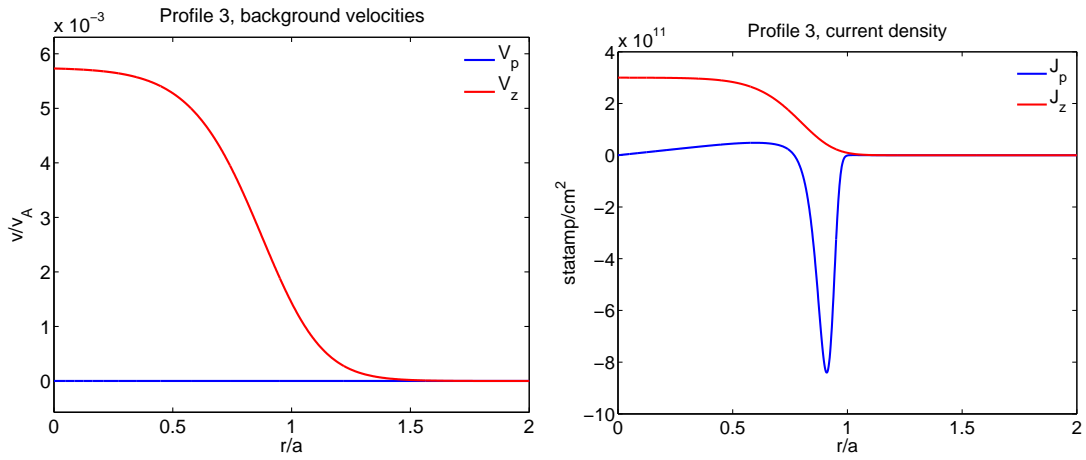 Profile 3, background velocities
x 10⁻³
6
5
4
3
2
1
0
v/v_A
0
0.5
1
1.5
2
r/a
V_p
V_z
Profile 3, current density
x 10¹¹
4
2
0
−2
−4
−6
−8
−10
statamp/cm²
0
0.5
1
1.5
2
r/a
J_p
J_z